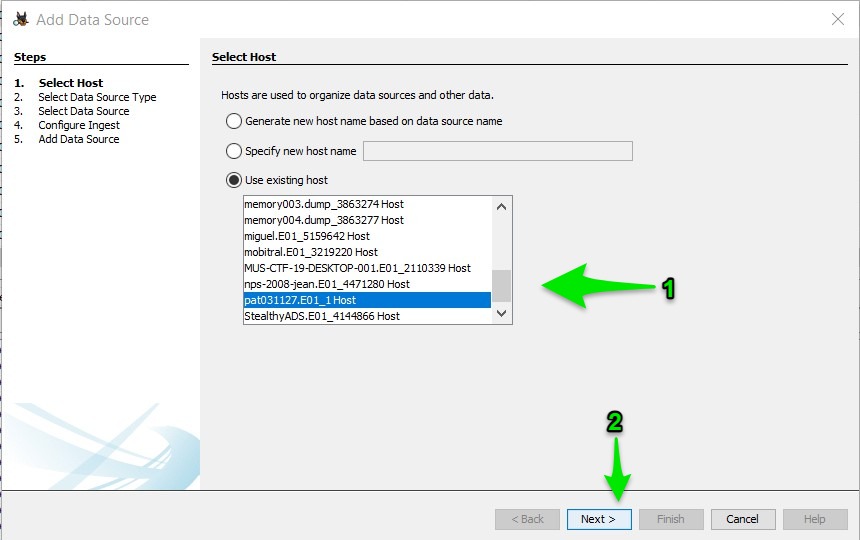 Add Data Source
Steps
1. Select Host
2. Select Data Source Type
3. Select Data Source
4. Configure Ingest
5. Add Data Source
Select Host
Hosts are used to organize data sources and other data.
Generate new host name based on data source name
Specify new host name
Use existing host
memory003.dump_3863274 Host
memory004.dump_3863277 Host
miguel.E01_5159642 Host
mobitral.E01_3219220 Host
MUS-CTF-19-DESKTOP-001.E01_2110339 Host
nps-2008-jean.E01_4471280 Host
pat031127.E01_1 Host
StealthyADS.E01_4144866 Host
1
2
< Back
Next >
Finish
Cancel
Help